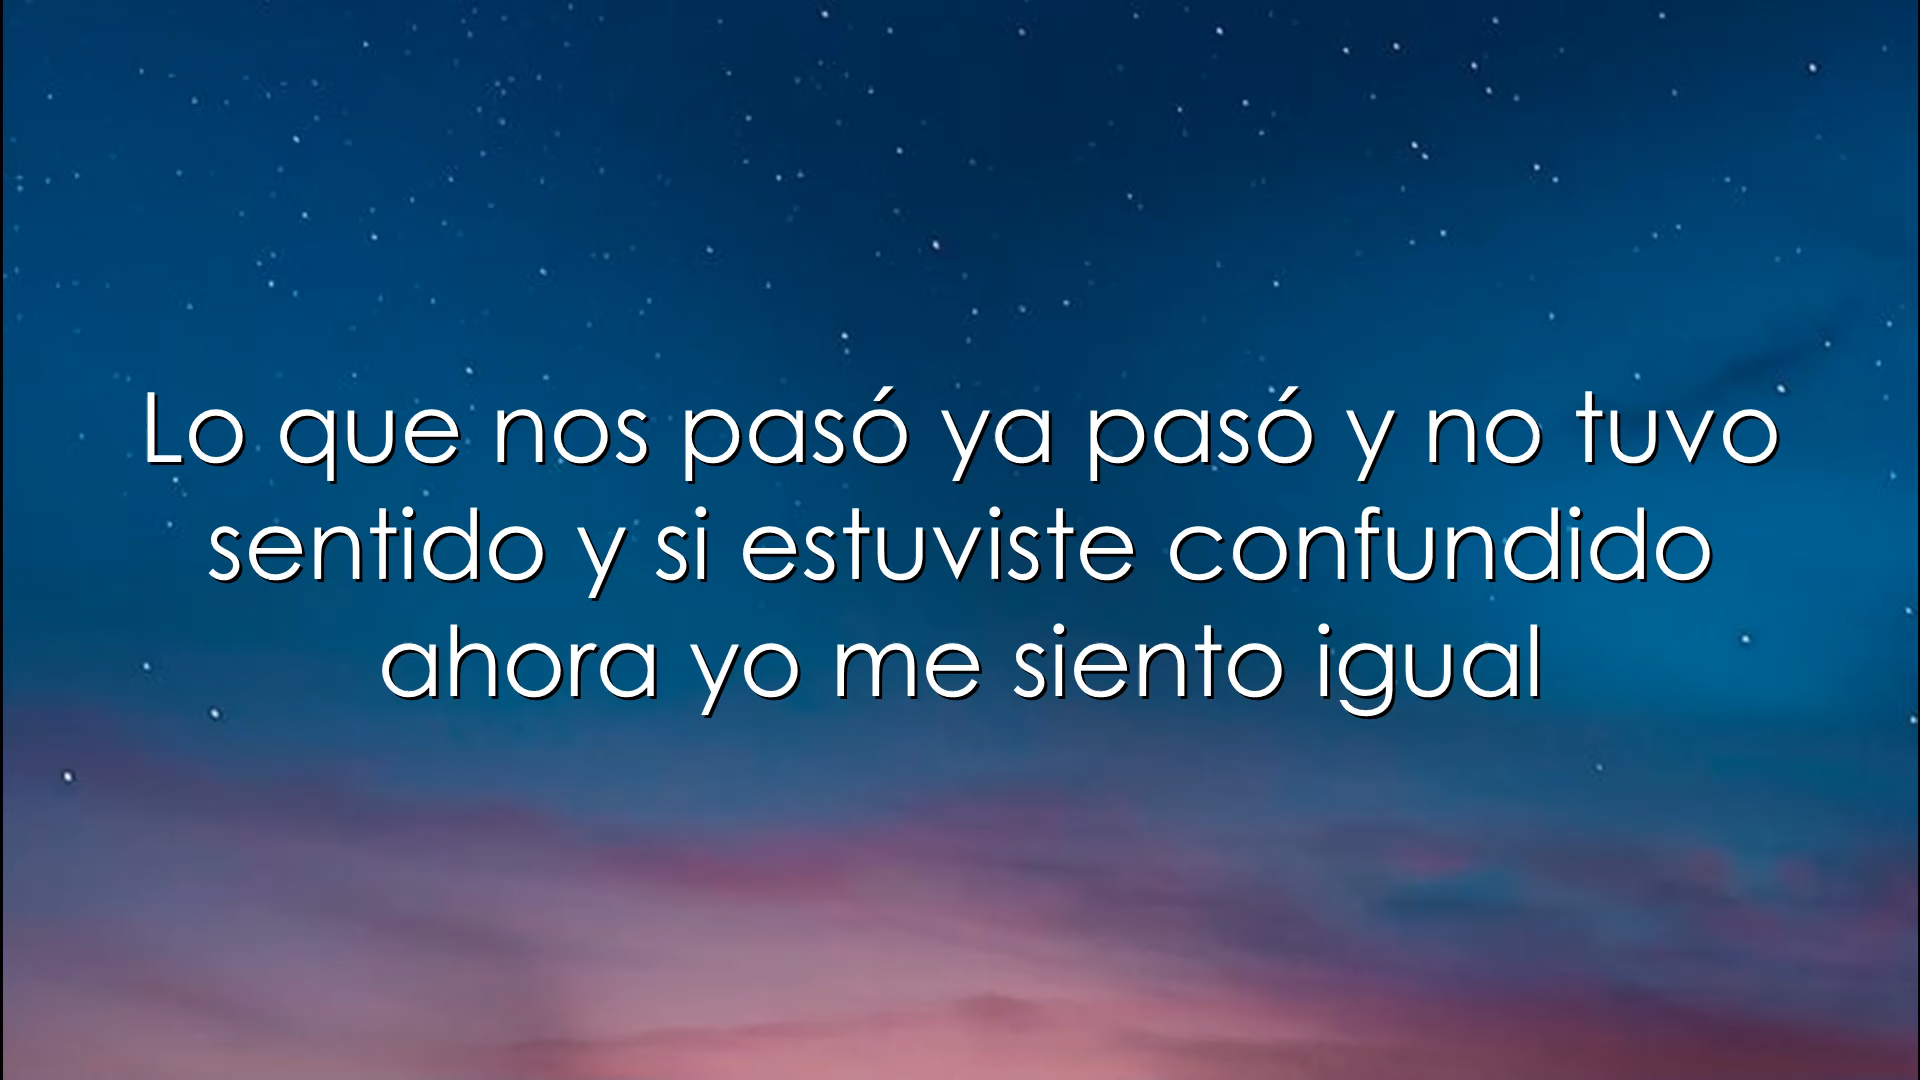 Lo que nos pasó ya pasó y no tuvo
sentido y si estuviste confundido
ahora yo me siento igual